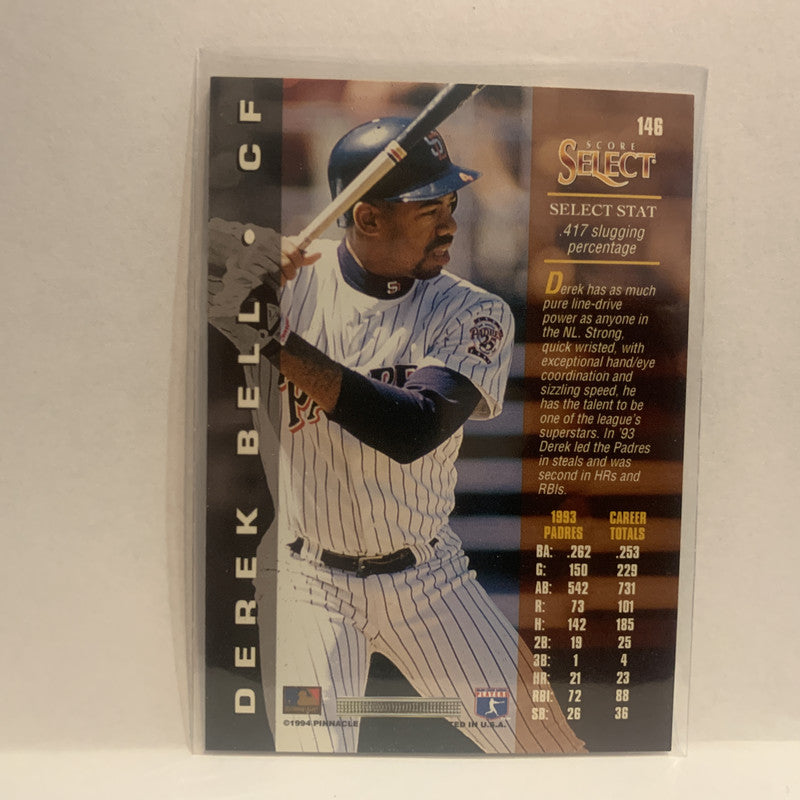 DEREK BELL • CF
146
SCORE
SELECT
SELECT STAT
.417 slugging
percentage
Derek has as much
pure line-drive
power as anyone in
the NL. Strong,
quick wristed, with
exceptional hand/eye
coordination and
sizzling speed, he
has the talent to be
one of the league's
superstars. In '93
Derek led the Padres
in steals and was
second in HRs and
RBIs.
1993 CAREER
PADRES TOTALS
BA: .262 .253
G: 150 229
AB: 542 731
R: 73 101
H: 142 185
2B: 19 25
3B: 1 4
HR: 21 23
RBI: 72 88
SB: 26 36
©1994 PINNACLE TED IN U.S.A.